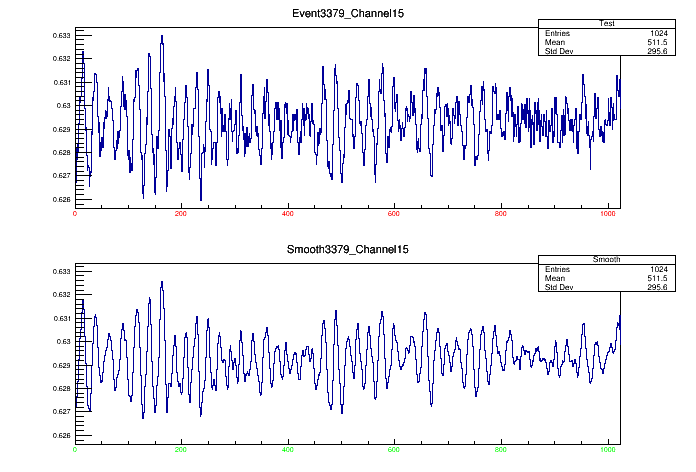 Event3379_Channel15
Test
Entries 1024
Mean 511.5
Std Dev 295.6
0.633
0.632
0.631
0.63
0.629
0.628
0.627
0.626
0 200 400 600 800 1000
Smooth3379_Channel15
Smooth
Entries 1024
Mean 511.5
Std Dev 295.6
0.633
0.632
0.631
0.63
0.629
0.628
0.627
0.626
0 200 400 600 800 1000